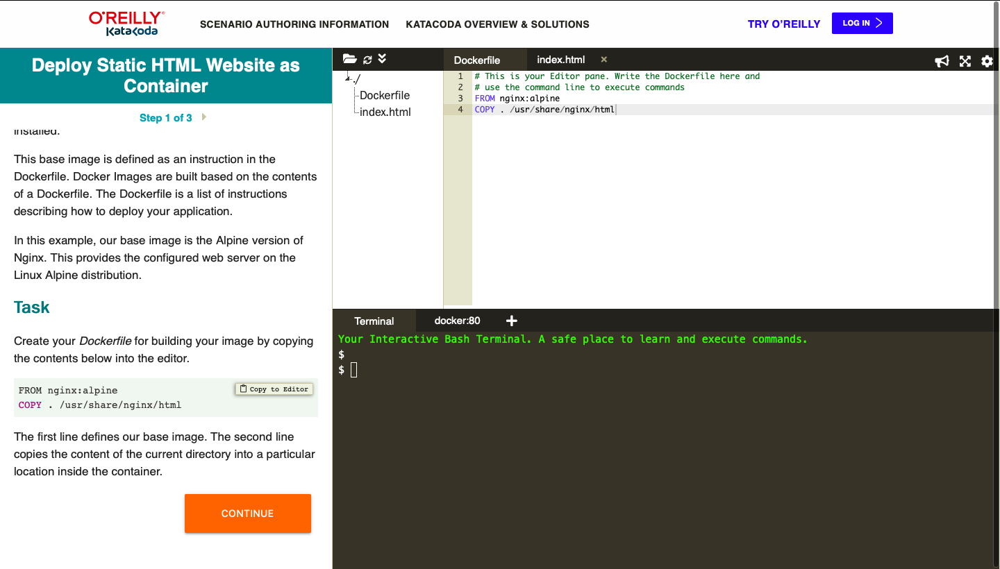 O'REILLY®
Katacoda
SCENARIO AUTHORING INFORMATION
KATACODA OVERVIEW & SOLUTIONS
TRY O'REILLY
LOG IN
Deploy Static HTML Website as
Container
Step 1 of 3
installed.
This base image is defined as an instruction in the
Dockerfile. Docker Images are built based on the contents
of a Dockerfile. The Dockerfile is a list of instructions
describing how to deploy your application.
In this example, our base image is the Alpine version of
Nginx. This provides the configured web server on the
Linux Alpine distribution.
Task
Create your Dockerfile for building your image by copying
the contents below into the editor.
Copy to Editor
FROM nginx:alpine
COPY . /usr/share/nginx/html
The first line defines our base image. The second line
copies the content of the current directory into a particular
location inside the container.
CONTINUE
./
Dockerfile
index.html
Dockerfile
index.html ×
1 # This is your Editor pane. Write the Dockerfile here and
2 # use the command line to execute commands
3 FROM nginx:alpine
4 COPY . /usr/share/nginx/html
Terminal
docker:80
Your Interactive Bash Terminal. A safe place to learn and execute commands.
$
$